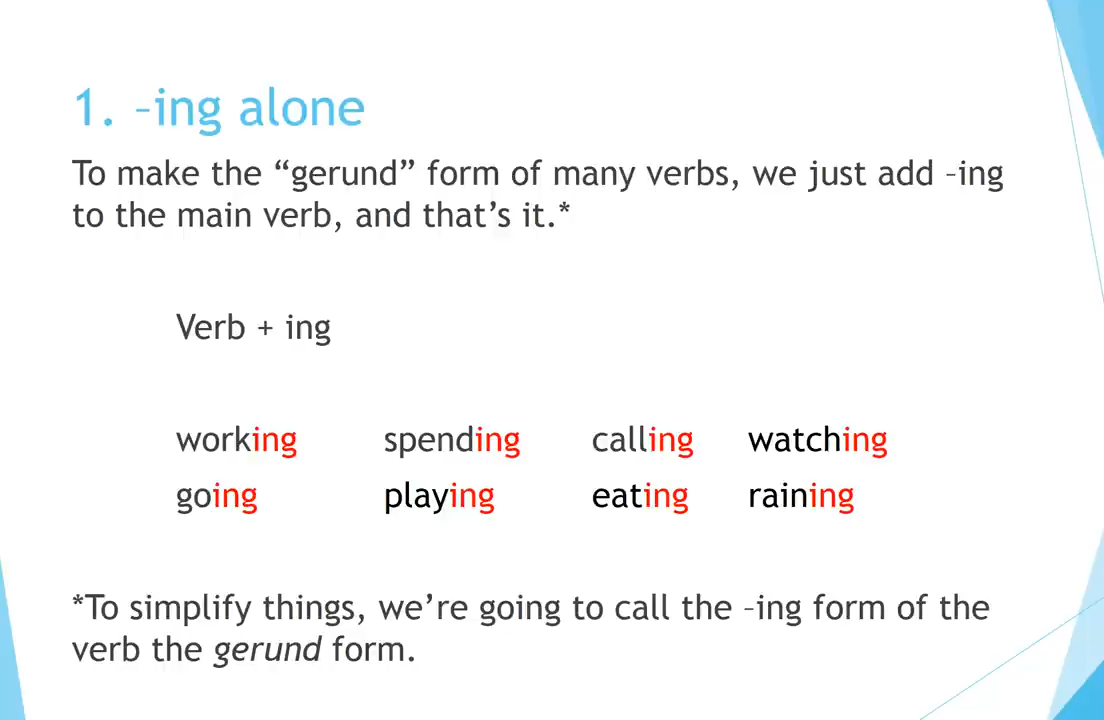 1. –ing alone
To make the “gerund” form of many verbs, we just add –ing
to the main verb, and that’s it.*
Verb + ing
working spending calling watching
going playing eating raining
*To simplify things, we’re going to call the –ing form of the
verb the gerund form.